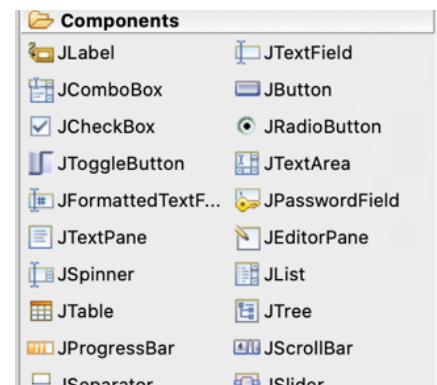 Components
JLabel JTextField
JComboBox JButton
JCheckBox JRadioButton
JToggleButton JTextArea
JFormattedTextF... JPasswordField
JTextPane JEditorPane
JSpinner JList
JTable JTree
JProgressBar JScrollBar
JSeparator JSlider